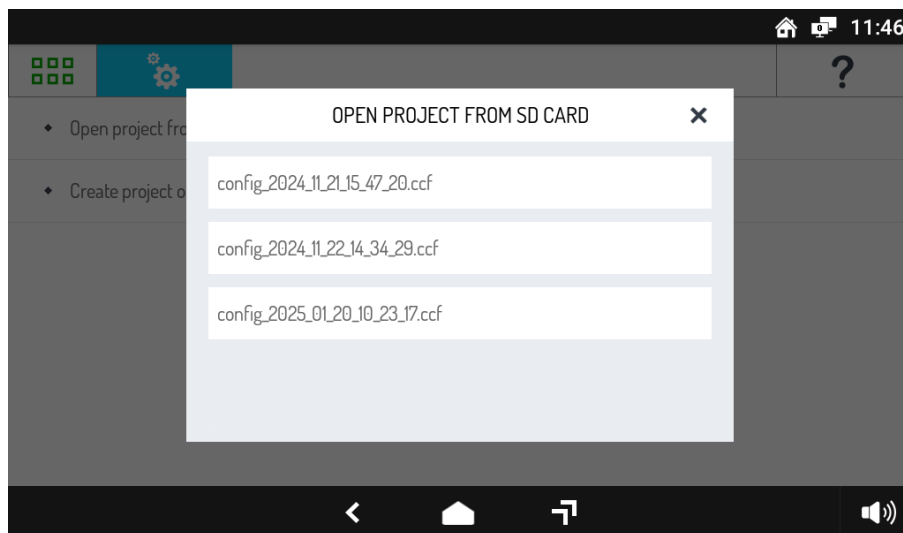 11:46
?
OPEN PROJECT FROM SD CARD
Open project fro
config_2024_11_21_15_47_20.ccf
Create project o
config_2024_11_22_14_34_29.ccf
config_2025_01_20_10_23_17.ccf